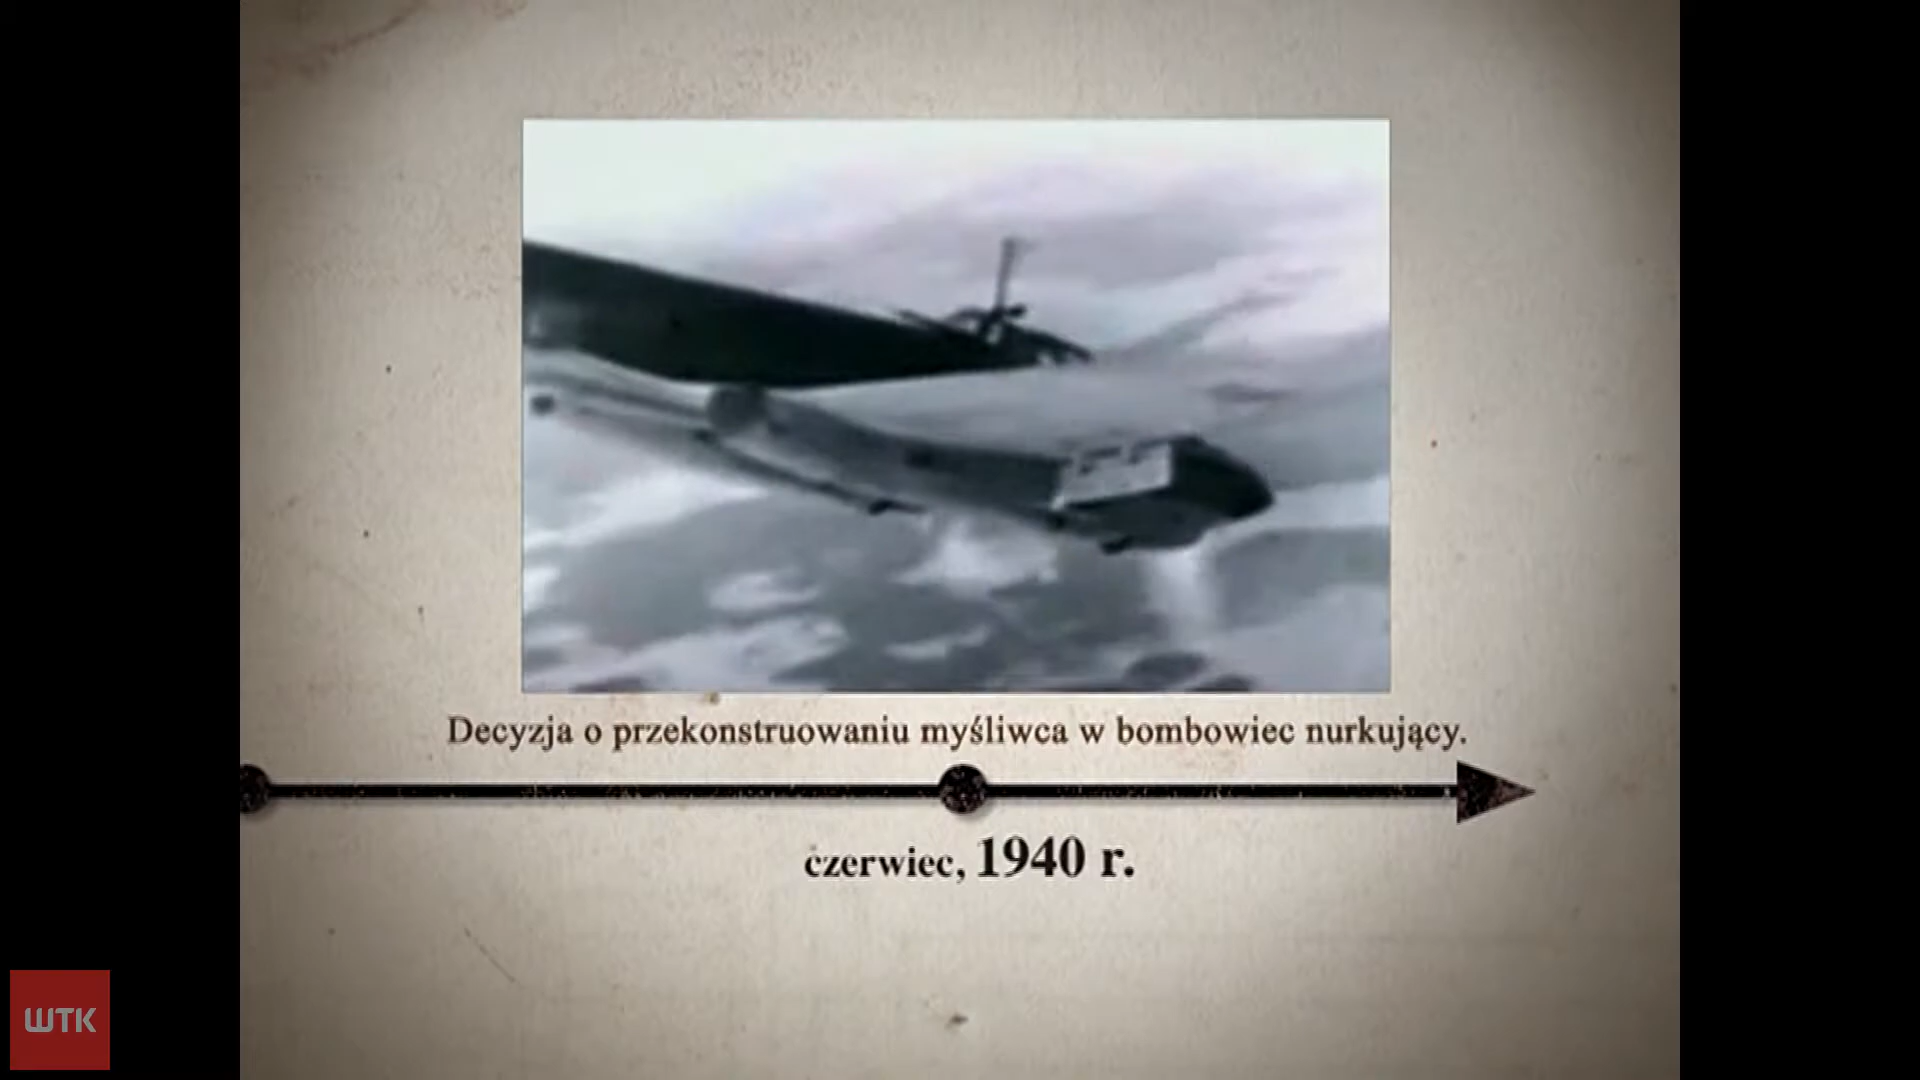 Decyzja o przekonstruowaniu myśliwca w bombowiec nurkujący.
czerwiec, 1940 r.
WTK